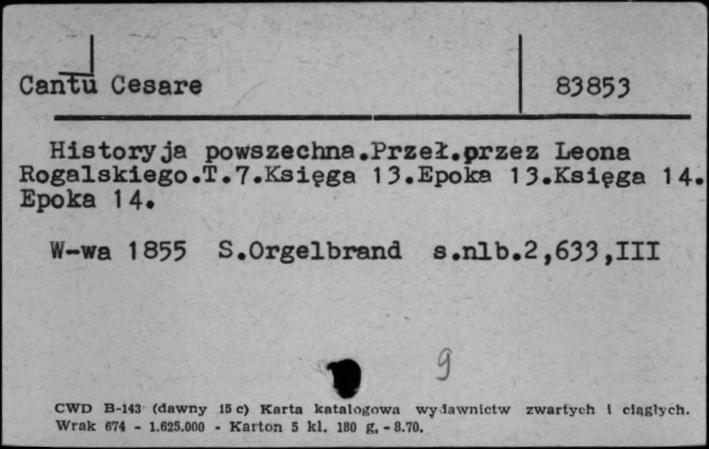 Cantù Cesare
83853
Historyja powszechna.Przeł.przez Leona
Rogalskiego.T.7.Księga 13.Epoka 13.Księga 14.
Epoka 14.
W-wa 1855 S.Orgelbrand s.nlb.2,633,III
9
CWD B-143 (dawny 15 c) Karta katalogowa wydawnictw zwartych i ciągłych.
Wrak 674 - 1.625.000 - Karton 5 kl. 180 g, - 8.70.